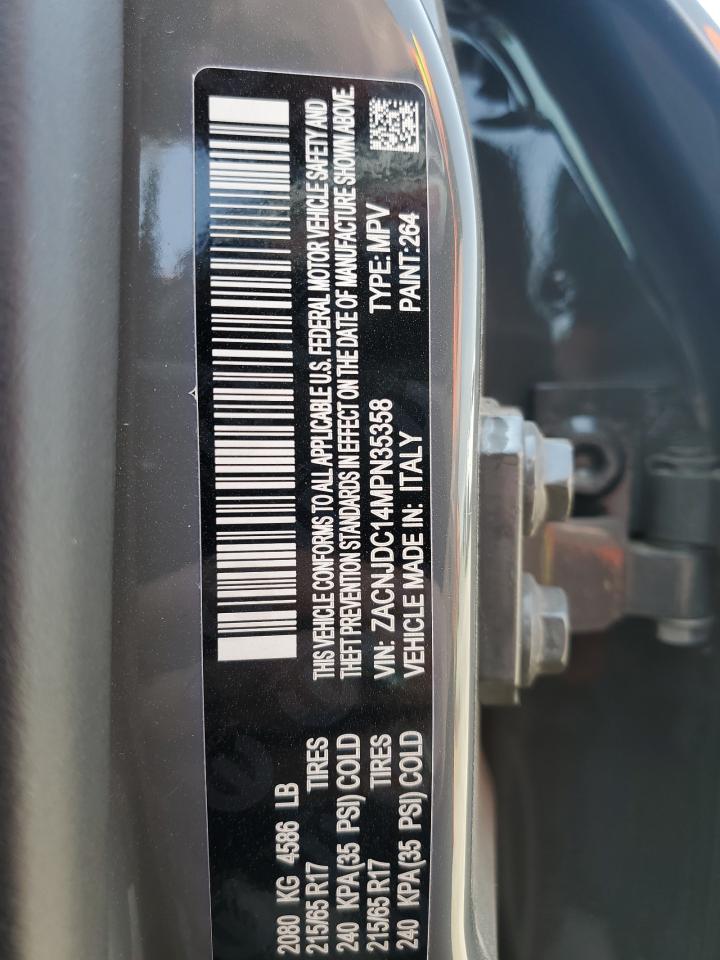 2080 KG 4586 LB
215/65 R17 TIRES
240 KPA(35 PSI) COLD
215/65 R17 TIRES
240 KPA(35 PSI) COLD
THIS VEHICLE CONFORMS TO ALL APPLICABLE U.S. FEDERAL MOTOR VEHICLE SAFETY AND
THEFT PREVENTION STANDARDS IN EFFECT ON THE DATE OF MANUFACTURE SHOWN ABOVE.
VIN: ZACNJDC14MPN35358 TYPE:MPV
VEHICLE MADE IN: ITALY PAINT:264